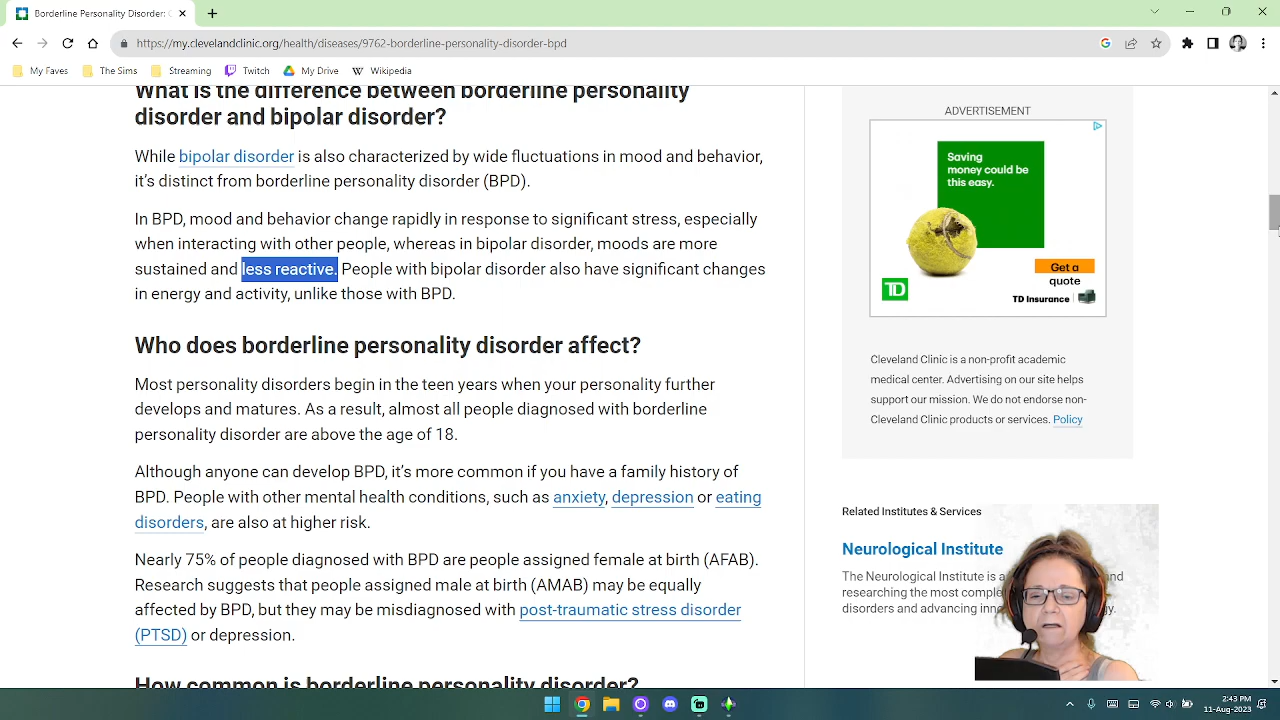 Borderline Personality Disorder:
https://my.clevelandclinic.org/health/diseases/9762-borderline-personality-disorder-bpd
My Faves
The Sims
Streaming
Twitch
My Drive
Wikipedia
What is the difference between borderline personality
disorder and bipolar disorder?
While bipolar disorder is also characterized by wide fluctuations in mood and behavior,
it's distinct from borderline personality disorder (BPD).
In BPD, mood and behavior change rapidly in response to significant stress, especially
when interacting with other people, whereas in bipolar disorder, moods are more
sustained and less reactive. People with bipolar disorder also have significant changes
in energy and activity, unlike those with BPD.
Who does borderline personality disorder affect?
Most personality disorders begin in the teen years when your personality further
develops and matures. As a result, almost all people diagnosed with borderline
personality disorder are above the age of 18.
Although anyone can develop BPD, it's more common if you have a family history of
BPD. People with other mental health conditions, such as anxiety, depression or eating
disorders, are also at higher risk.
Nearly 75% of people diagnosed with BPD are people assigned female at birth (AFAB).
Research suggests that people assigned male at birth (AMAB) may be equally
affected by BPD, but they may be misdiagnosed with post-traumatic stress disorder
(PTSD) or depression.
How common is borderline personality disorder?
ADVERTISEMENT
Saving
money could be
this easy.
Get a
quote
TD
TD Insurance
Cleveland Clinic is a non-profit academic
medical center. Advertising on our site helps
support our mission. We do not endorse non-
Cleveland Clinic products or services. Policy
Related Institutes & Services
Neurological Institute
The Neurological Institute is a
researching the most
disorders and advancing
2:43 PM
11-Aug-2023